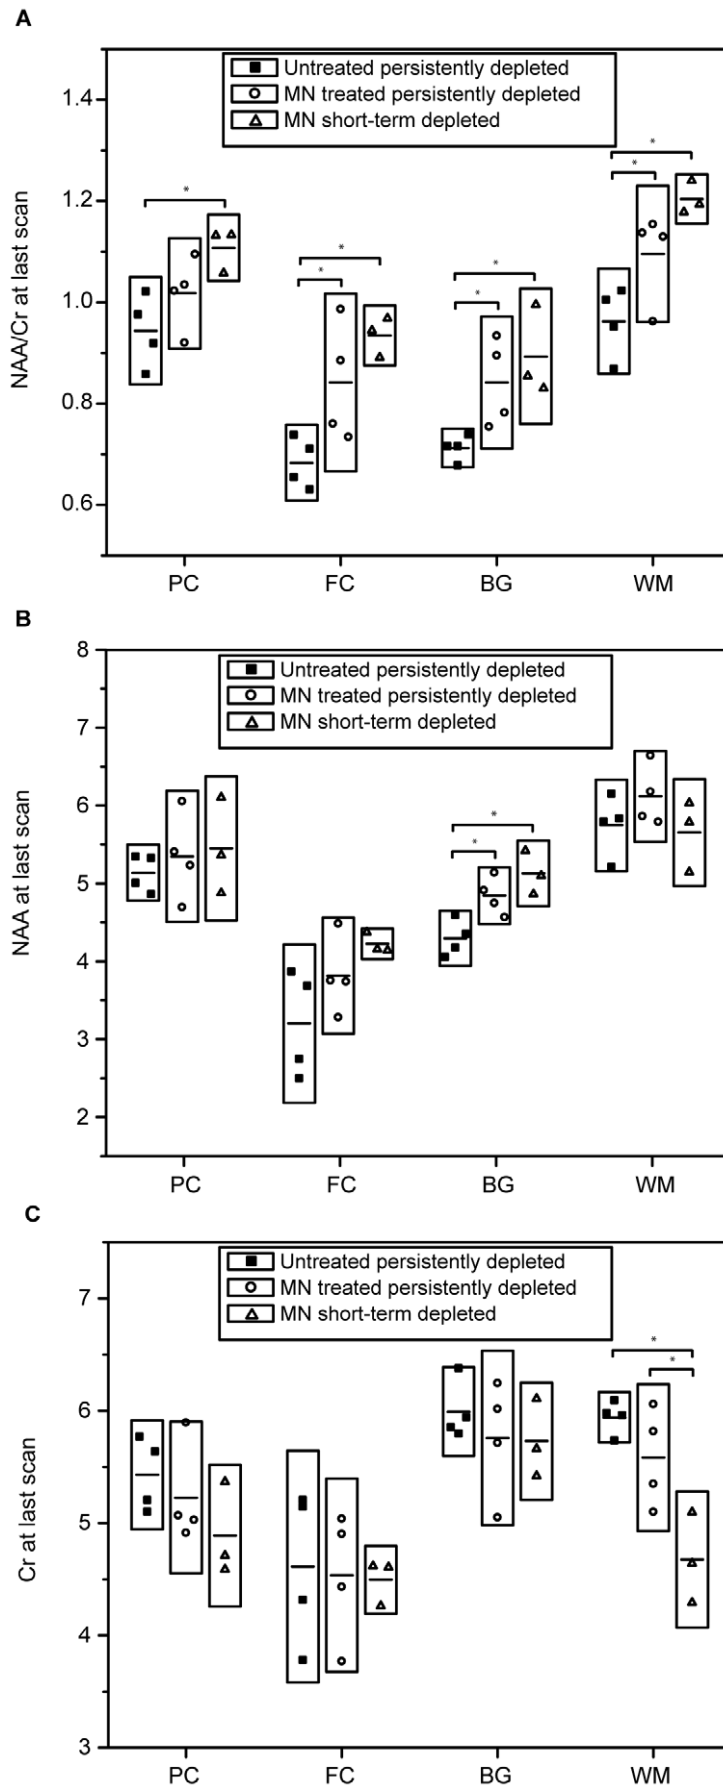 A
Untreated persistently depleted
MN treated persistently depleted
MN short-term depleted
NAA/Cr at last scan
1.4
1.2
1.0
0.8
0.6
* * * * * * *
PC FC BG WM
B
Untreated persistently depleted
MN treated persistently depleted
MN short-term depleted
NAA at last scan
8
7
6
5
4
3
2
* *
PC FC BG WM
C
Untreated persistently depleted
MN treated persistently depleted
MN short-term depleted
Cr at last scan
7
6
5
4
3
* *
PC FC BG WM